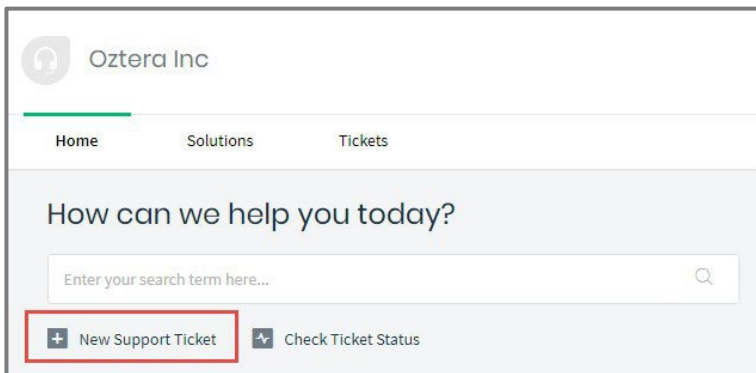 Oztera Inc
Home Solutions Tickets
How can we help you today?
Enter your search term here...
New Support Ticket Check Ticket Status